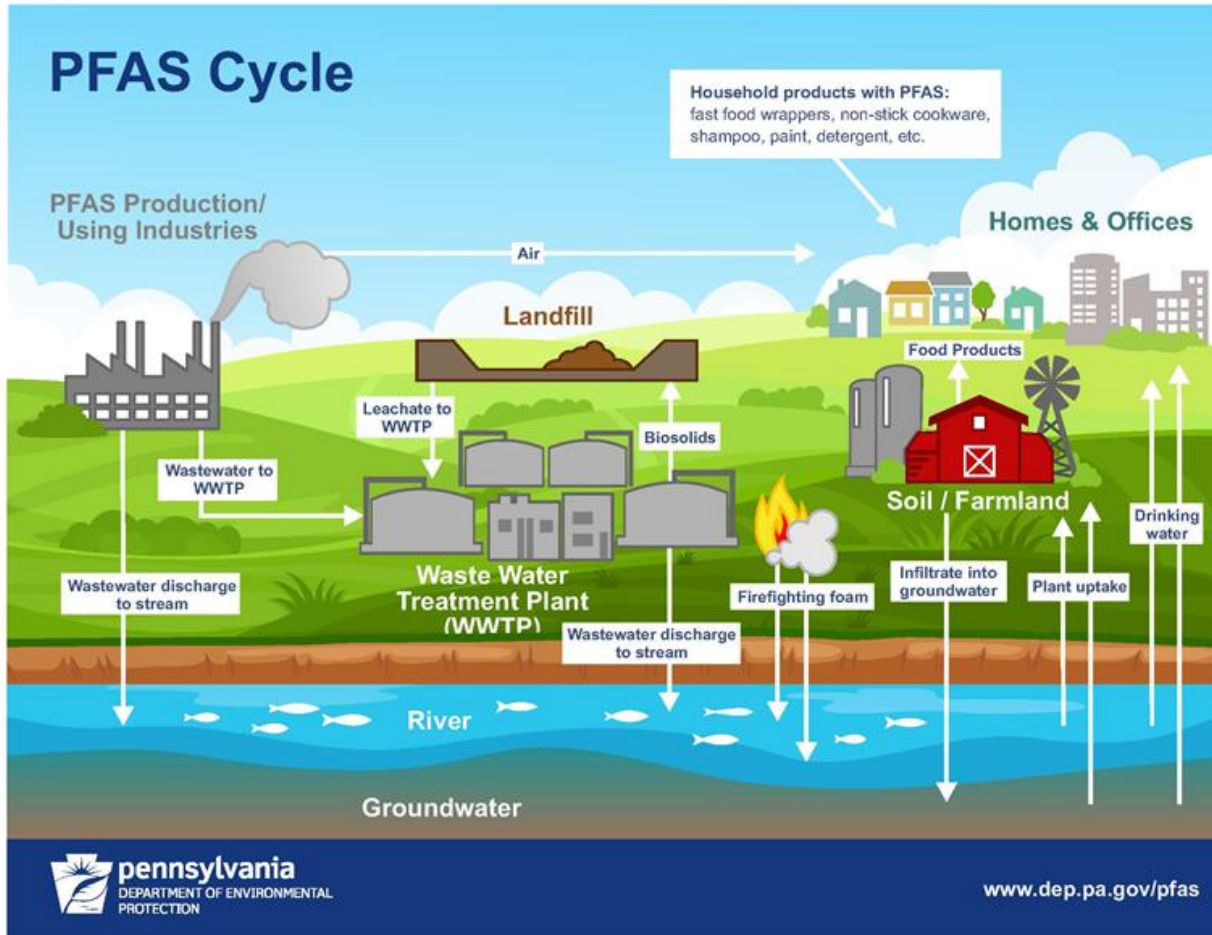 PFAS Cycle
Household products with PFAS:
fast food wrappers, non-stick cookware,
shampoo, paint, detergent, etc.
PFAS Production/
Using Industries
Homes & Offices
Air
Landfill
Food Products
Leachate to
WWTP
Biosolids
Wastewater to
WWTP
Soil / Farmland
Drinking
water
Waste Water
Treatment Plant
(WWTP)
Wastewater discharge
to stream
Firefighting foam
Infiltrate into
groundwater
Plant uptake
Wastewater discharge
to stream
River
Groundwater
pennsylvania
DEPARTMENT OF ENVIRONMENTAL
PROTECTION
www.dep.pa.gov/pfas